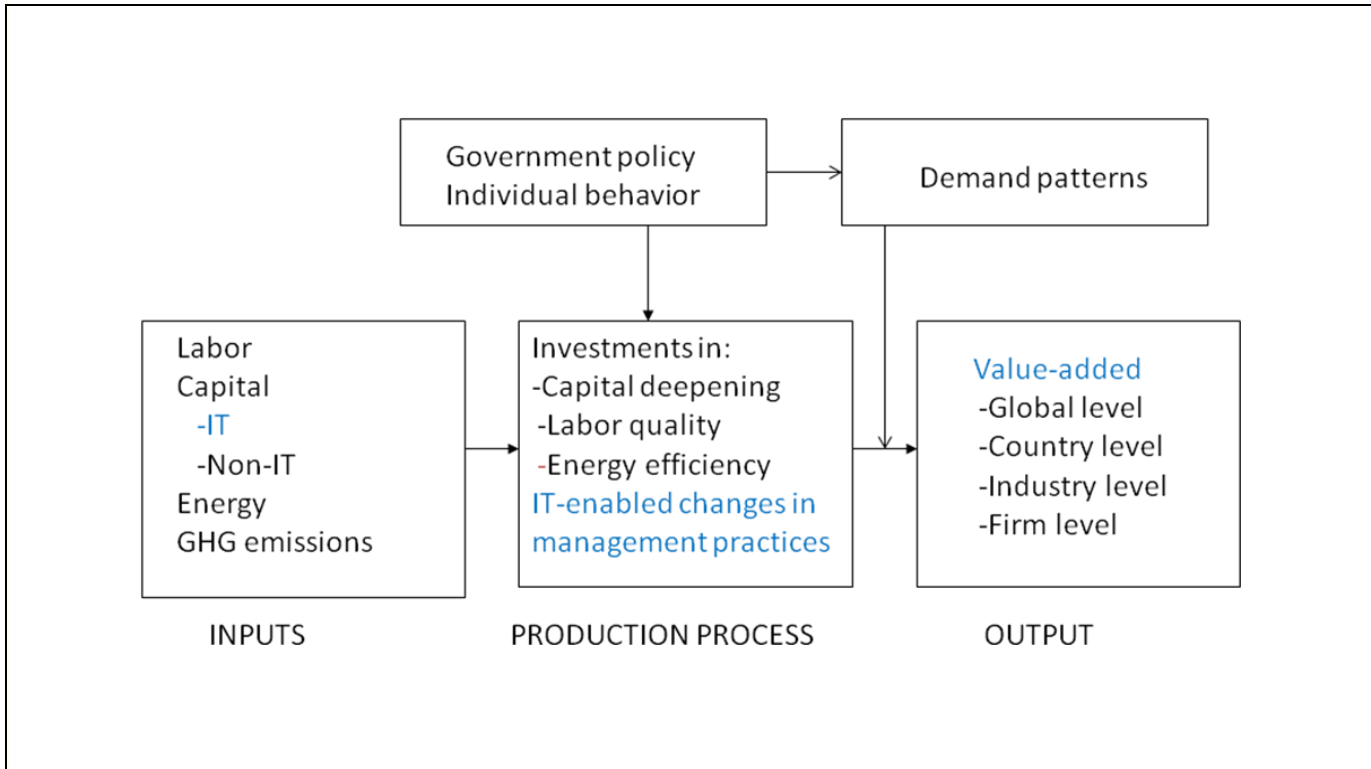 Government policy
Individual behavior
Demand patterns
Labor
Capital
-IT
-Non-IT
Energy
GHG emissions
Investments in:
-Capital deepening
-Labor quality
-Energy efficiency
IT-enabled changes in
management practices
Value-added
-Global level
-Country level
-Industry level
-Firm level
INPUTS
PRODUCTION PROCESS
OUTPUT